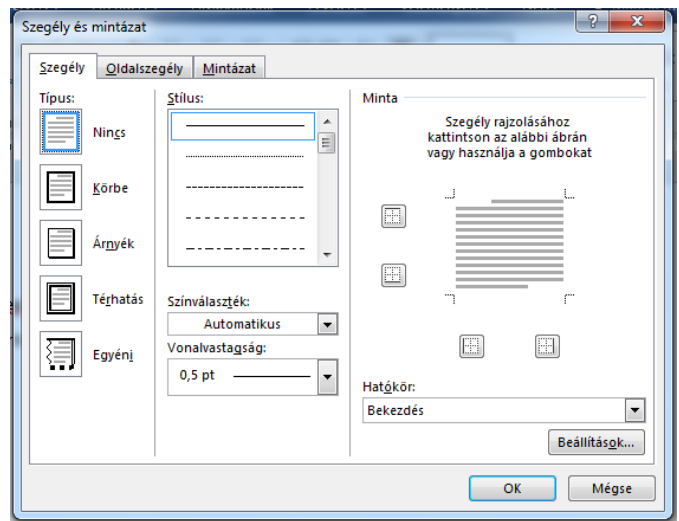 Szegély és mintázat
Szegély
Oldalszegély
Mintázat
Típus:
Nincs
Körbe
Árnyék
Térhatás
Egyéni
Stílus:
Színválaszték:
Automatikus
Vonalvastagság:
0,5 pt
Minta
Szegély rajzolásához
kattintson az alábbi ábrán
vagy használja a gombokat
Hatókör:
Bekezdés
Beállítások...
OK
Mégse